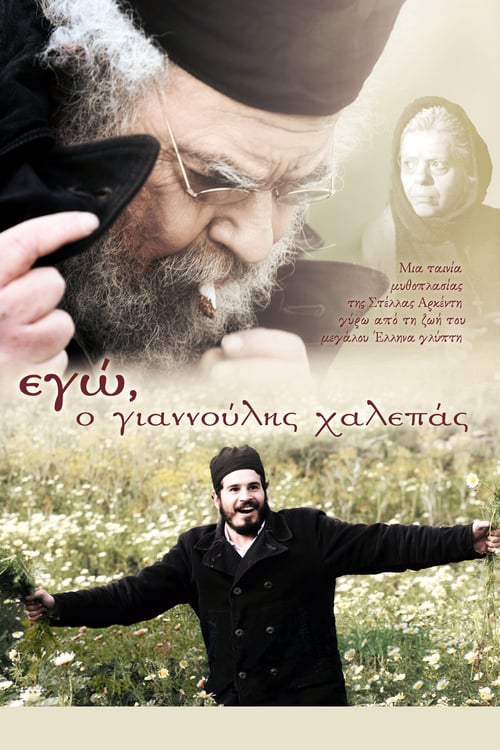 Μια ταινία
μυθοπλασίας
της Στέλλας Αρκέντη
γύρω από τη ζωή του
μεγάλου Έλληνα γλύπτη
εγώ,
ο γιαννούλης χαλεπάς